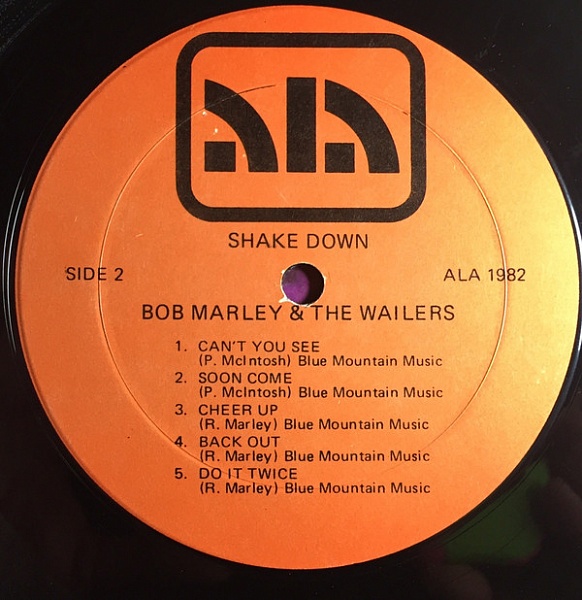 ala
SHAKE DOWN
SIDE 2
ALA 1982
BOB MARLEY & THE WAILERS
1. CAN'T YOU SEE
(P. McIntosh) Blue Mountain Music
2. SOON COME
(P. McIntosh) Blue Mountain Music
3. CHEER UP
(R. Marley) Blue Mountain Music
4. BACK OUT
(R. Marley) Blue Mountain Music
5. DO IT TWICE
(R. Marley) Blue Mountain Music